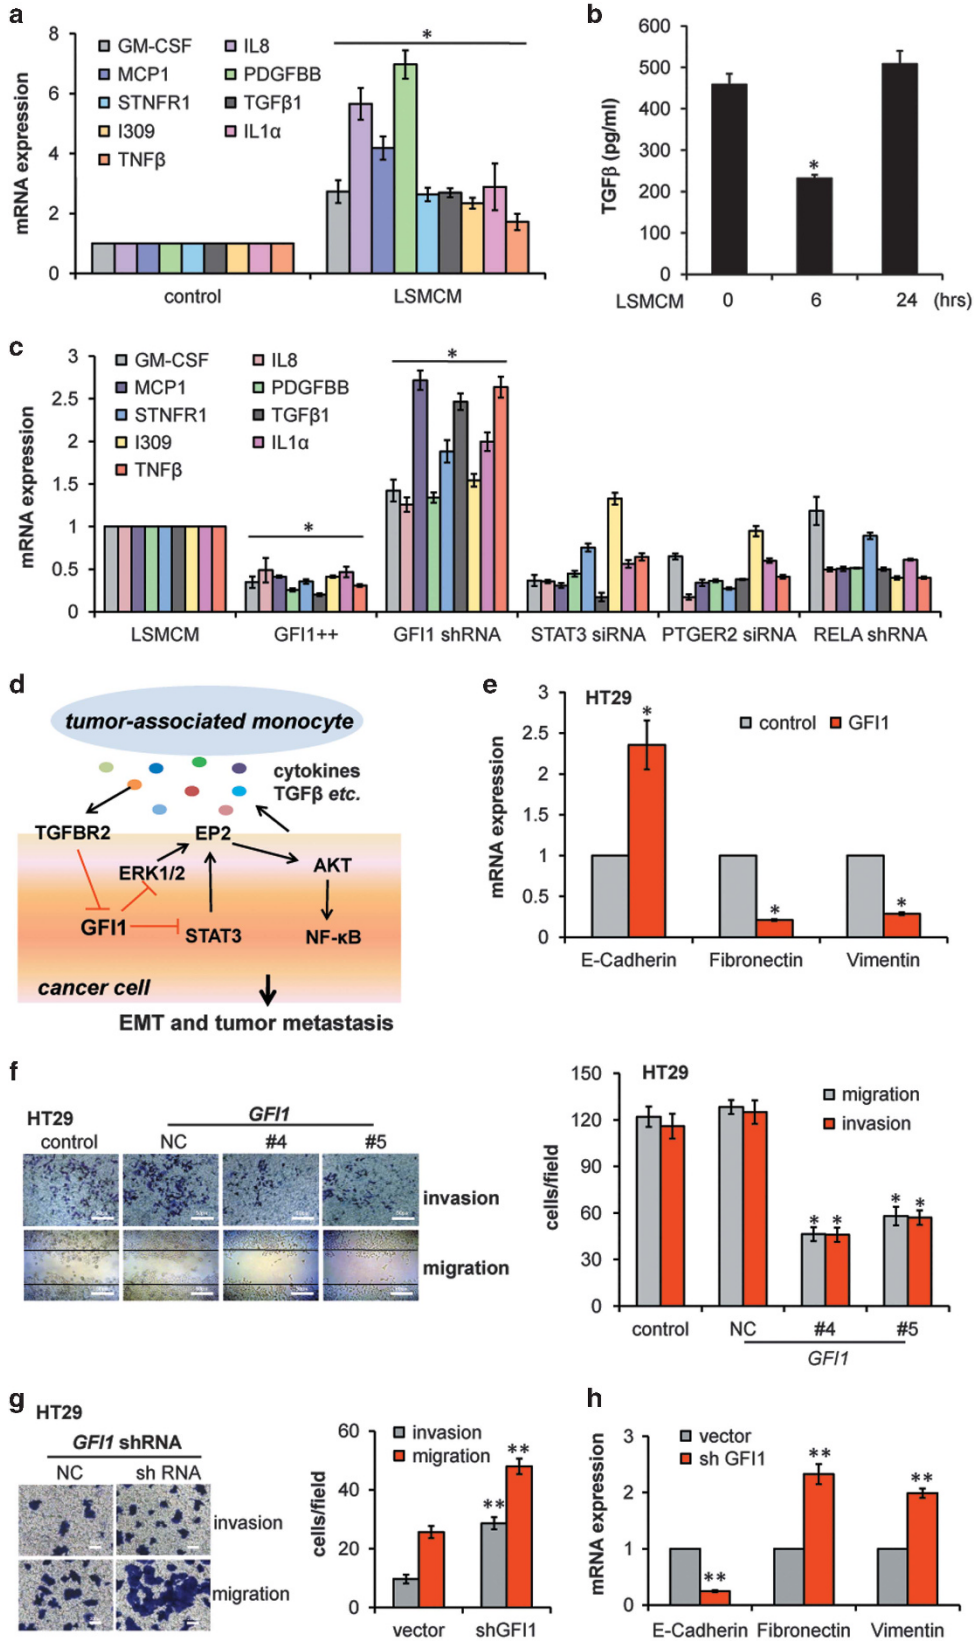 a
8
6
4
2
0
mRNA expression
GM-CSF
IL8
MCP1
PDGFBB
STNFR1
TGFβ1
I309
IL1α
TNFβ
*
control
LSMCM
b
600
500
400
300
200
100
0
TGFβ (pg/ml)
*
LSMCM 0 6 24 (hrs)
c
3
2.5
2
1.5
1
0.5
0
mRNA expression
GM-CSF
IL8
MCP1
PDGFBB
STNFR1
TGFβ1
I309
IL1α
TNFβ
*
*
LSMCM
GFI1++
GFI1 shRNA
STAT3 siRNA
PTGER2 siRNA
RELA shRNA
d
tumor-associated monocyte
cytokines
TGFβ etc.
TGFBR2
EP2
ERK1/2
AKT
GFI1
STAT3
NF-κB
cancer cell
EMT and tumor metastasis
e
3
2.5
2
1.5
1
0.5
0
mRNA expression
HT29
control
GFI1
*
*
*
E-Cadherin
Fibronectin
Vimentin
f
HT29
GFI1
control
NC
#4
#5
invasion
migration
150
120
90
60
30
0
cells/field
HT29
migration
invasion
* *
* *
control
NC
#4
#5
GFI1
g
HT29
GFI1 shRNA
NC
sh RNA
invasion
migration
60
40
20
0
cells/field
invasion
migration
**
**
vector
shGFI1
h
3
2
1
0
mRNA expression
vector
sh GFI1
**
**
**
E-Cadherin
Fibronectin
Vimentin